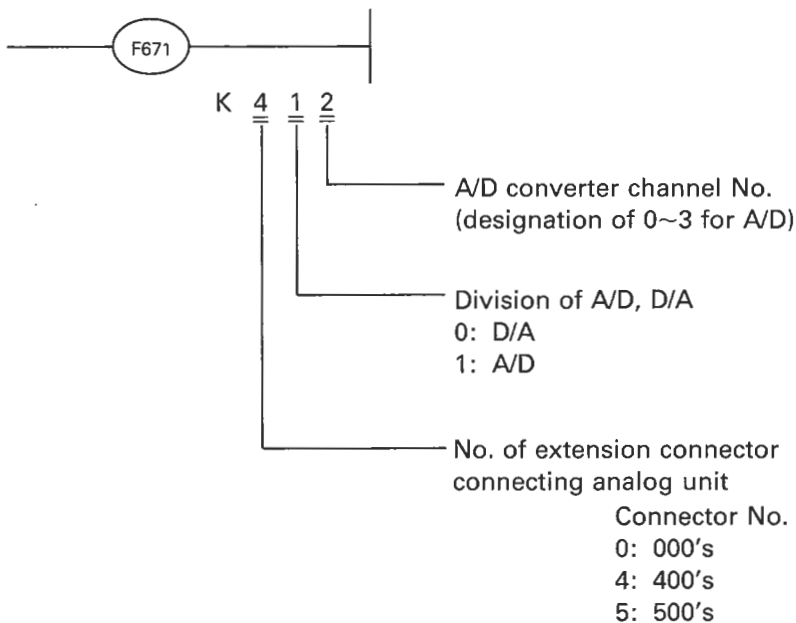 F671
K 4 1 2
A/D converter channel No.
(designation of 0~3 for A/D)
Division of A/D, D/A
0: D/A
1: A/D
No. of extension connector
connecting analog unit
Connector No.
0: 000's
4: 400's
5: 500's